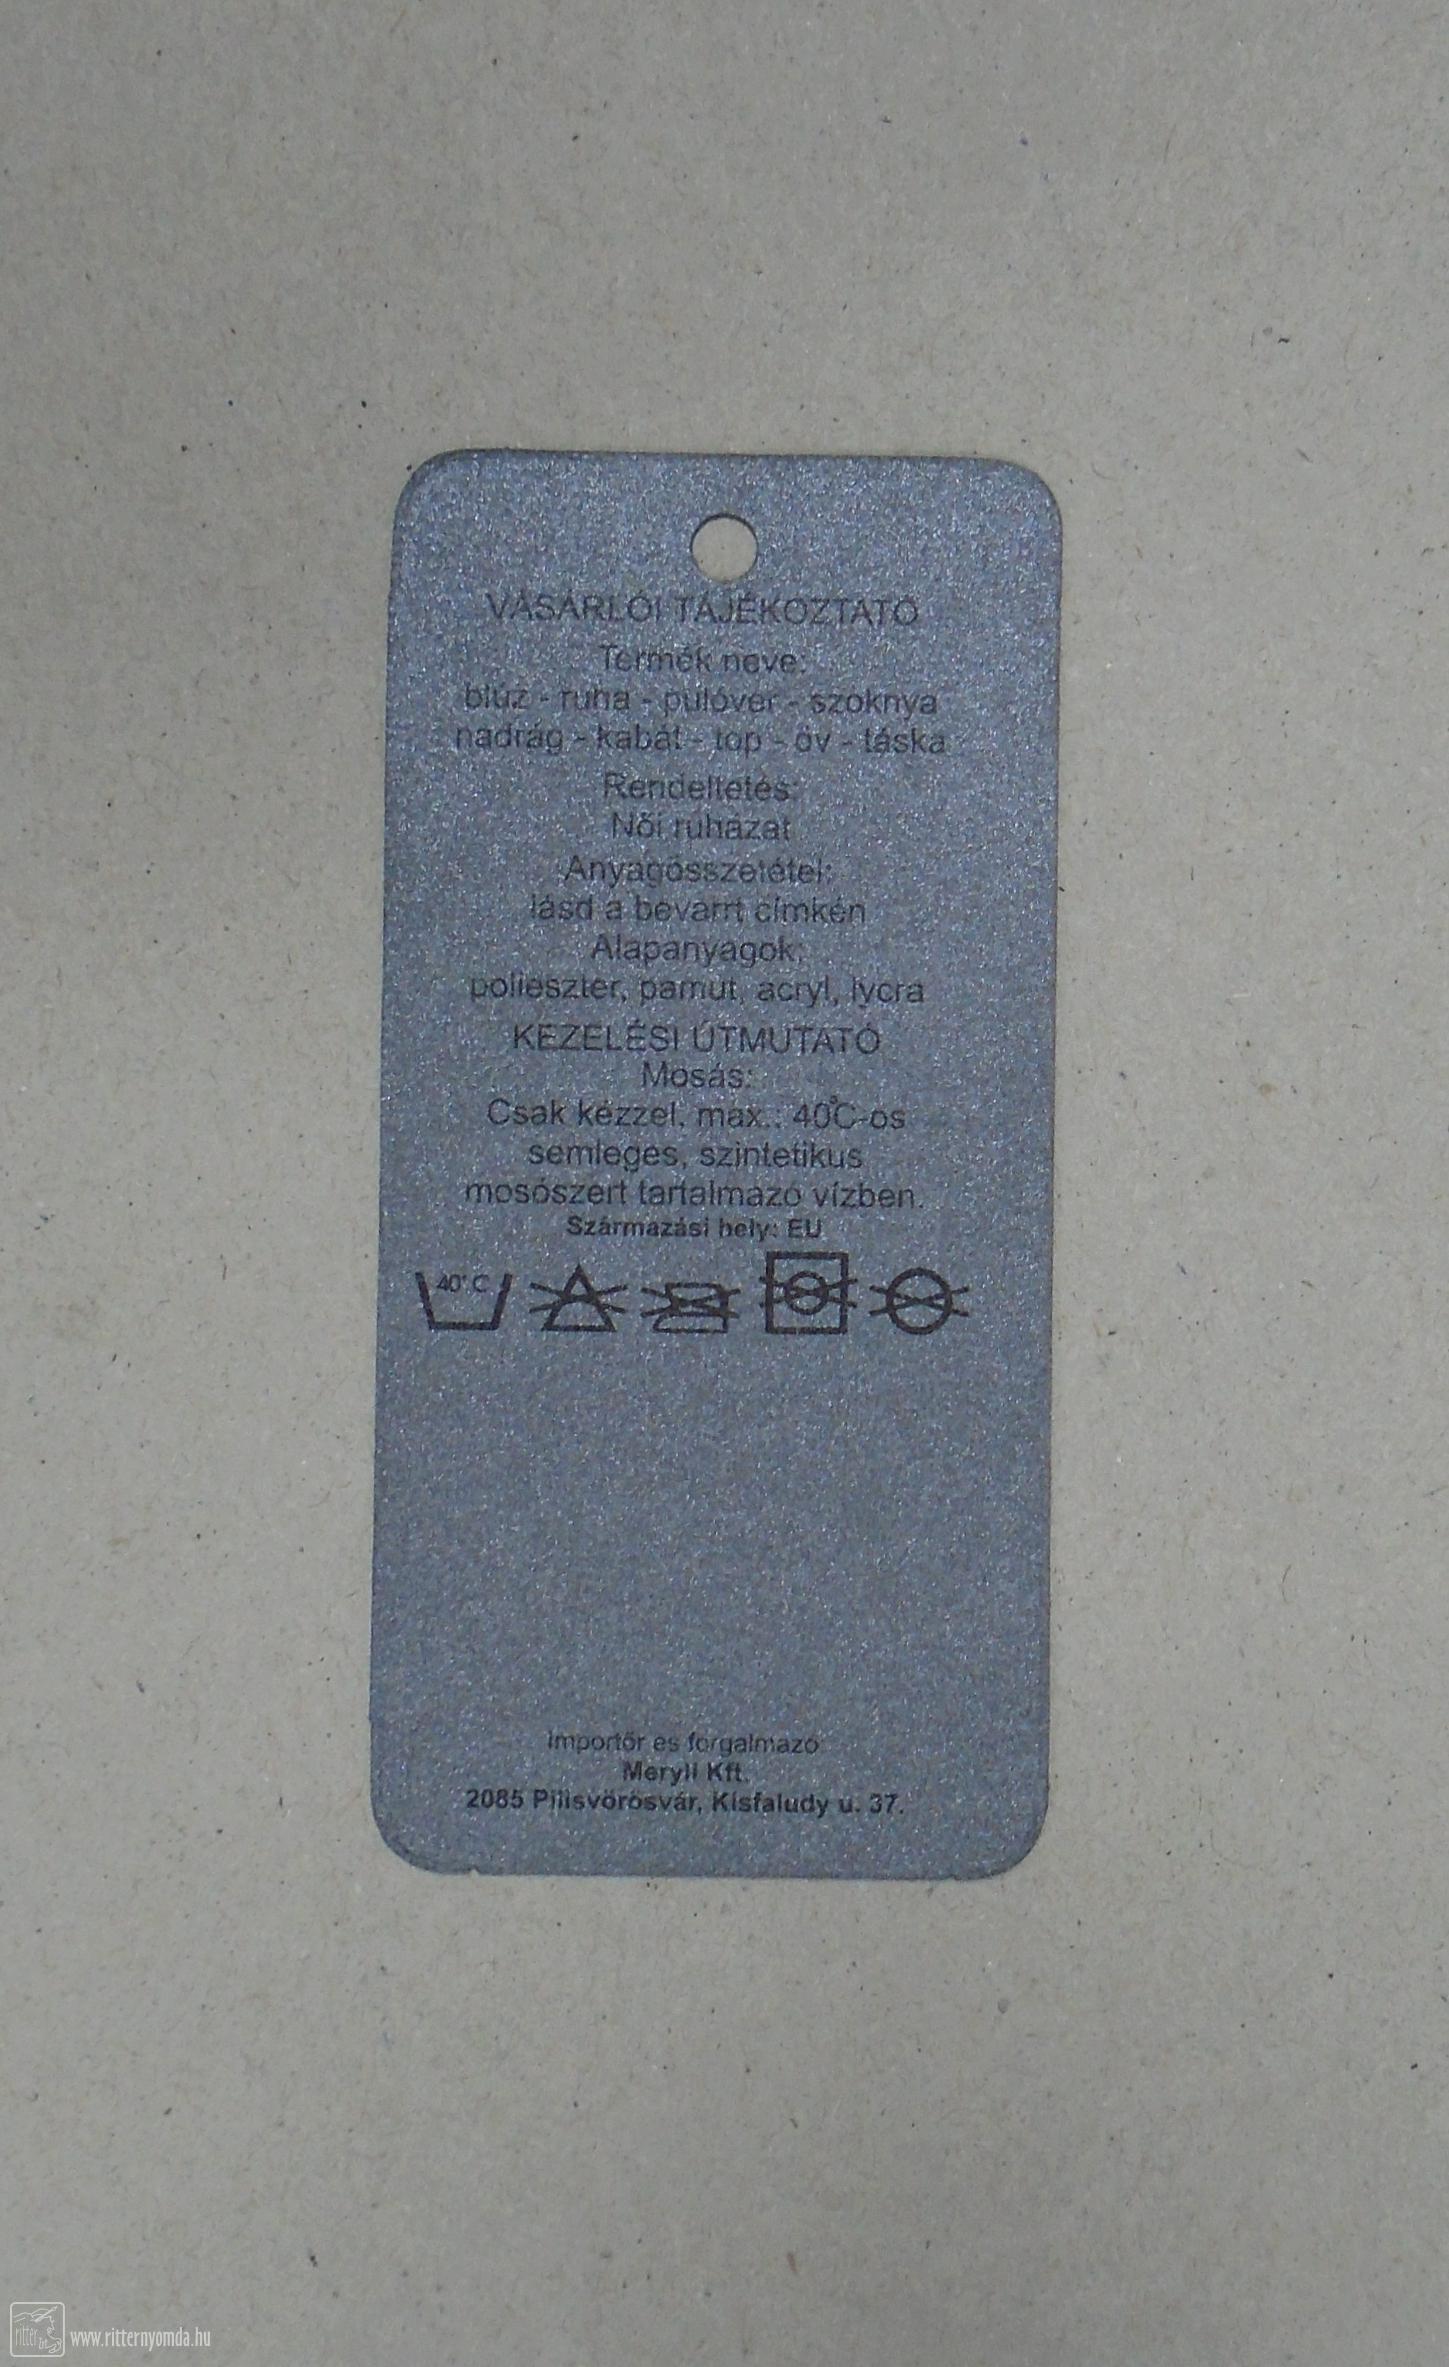 VÁSÁRLÓI TÁJÉKOZTATÓ
Termék neve:
blúz - ruha - pulóver - szoknya
nadrág - kabát - top - öv - táska
Rendeltetés:
Női ruházat
Anyagösszetétel:
lásd a bevarrt címkén
Alapanyagok:
poliészter, pamut, acryl, lycra
KEZELÉSI ÚTMUTATÓ
Mosás:
Csak kézzel, max.: 40°C-os
semleges, szintetikus
mosószert tartalmazó vízben.
Származási hely: EU
40°C
Importőr és forgalmazó
Meryll Kft.
2085 Pilisvörösvár, Kisfaludy u. 37.
ritter
www.ritternyomda.hu